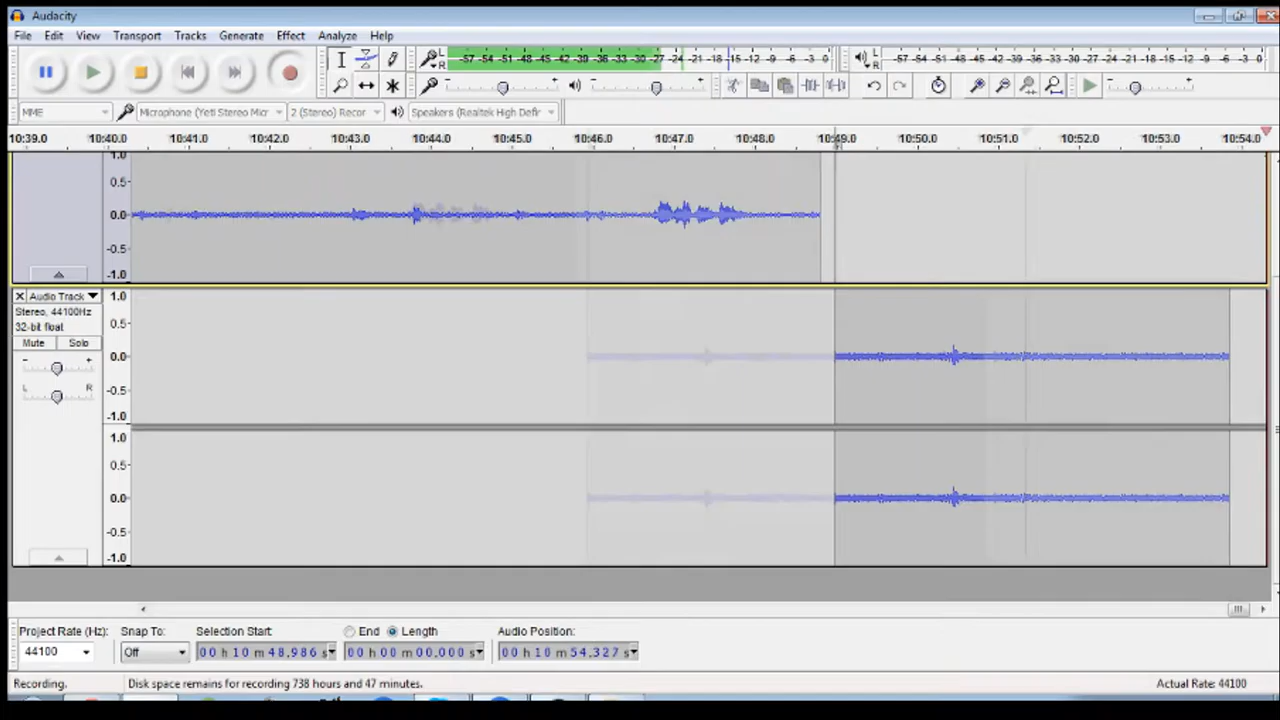 Audacity
File Edit View Transport Tracks Generate Effect Analyze Help
L R -57 -54 -51 -48 -45 -42 -39 -36 -33 -30 -27 -24 -21 -18 -15 -12 -9 -6 -3 0
L R -57 -54 -51 -48 -45 -42 -39 -36 -33 -30 -27 -24 -21 -18 -15 -12 -9 -6 -3 0
MME Microphone (Yeti Stereo Micr 2 (Stereo) Recor Speakers (Realtek High Defir
10:39.0 10:40.0 10:41.0 10:42.0 10:43.0 10:44.0 10:45.0 10:46.0 10:47.0 10:48.0 10:49.0 10:50.0 10:51.0 10:52.0 10:53.0 10:54.0
1.0
0.5-
0.0-
-0.5-
-1.0
Audio Track 1.0
Stereo, 44100Hz 0.5-
32-bit float
Mute Solo
- + 0.0-
L R -0.5-
-1.0
1.0
0.5-
0.0-
-0.5-
-1.0
Project Rate (Hz): Snap To: Selection Start: End Length Audio Position:
44100 Off 00 h 10 m 48.986 s 00 h 00 m 00.000 s 00 h 10 m 54.327 s
Recording. Disk space remains for recording 738 hours and 47 minutes. Actual Rate: 44100